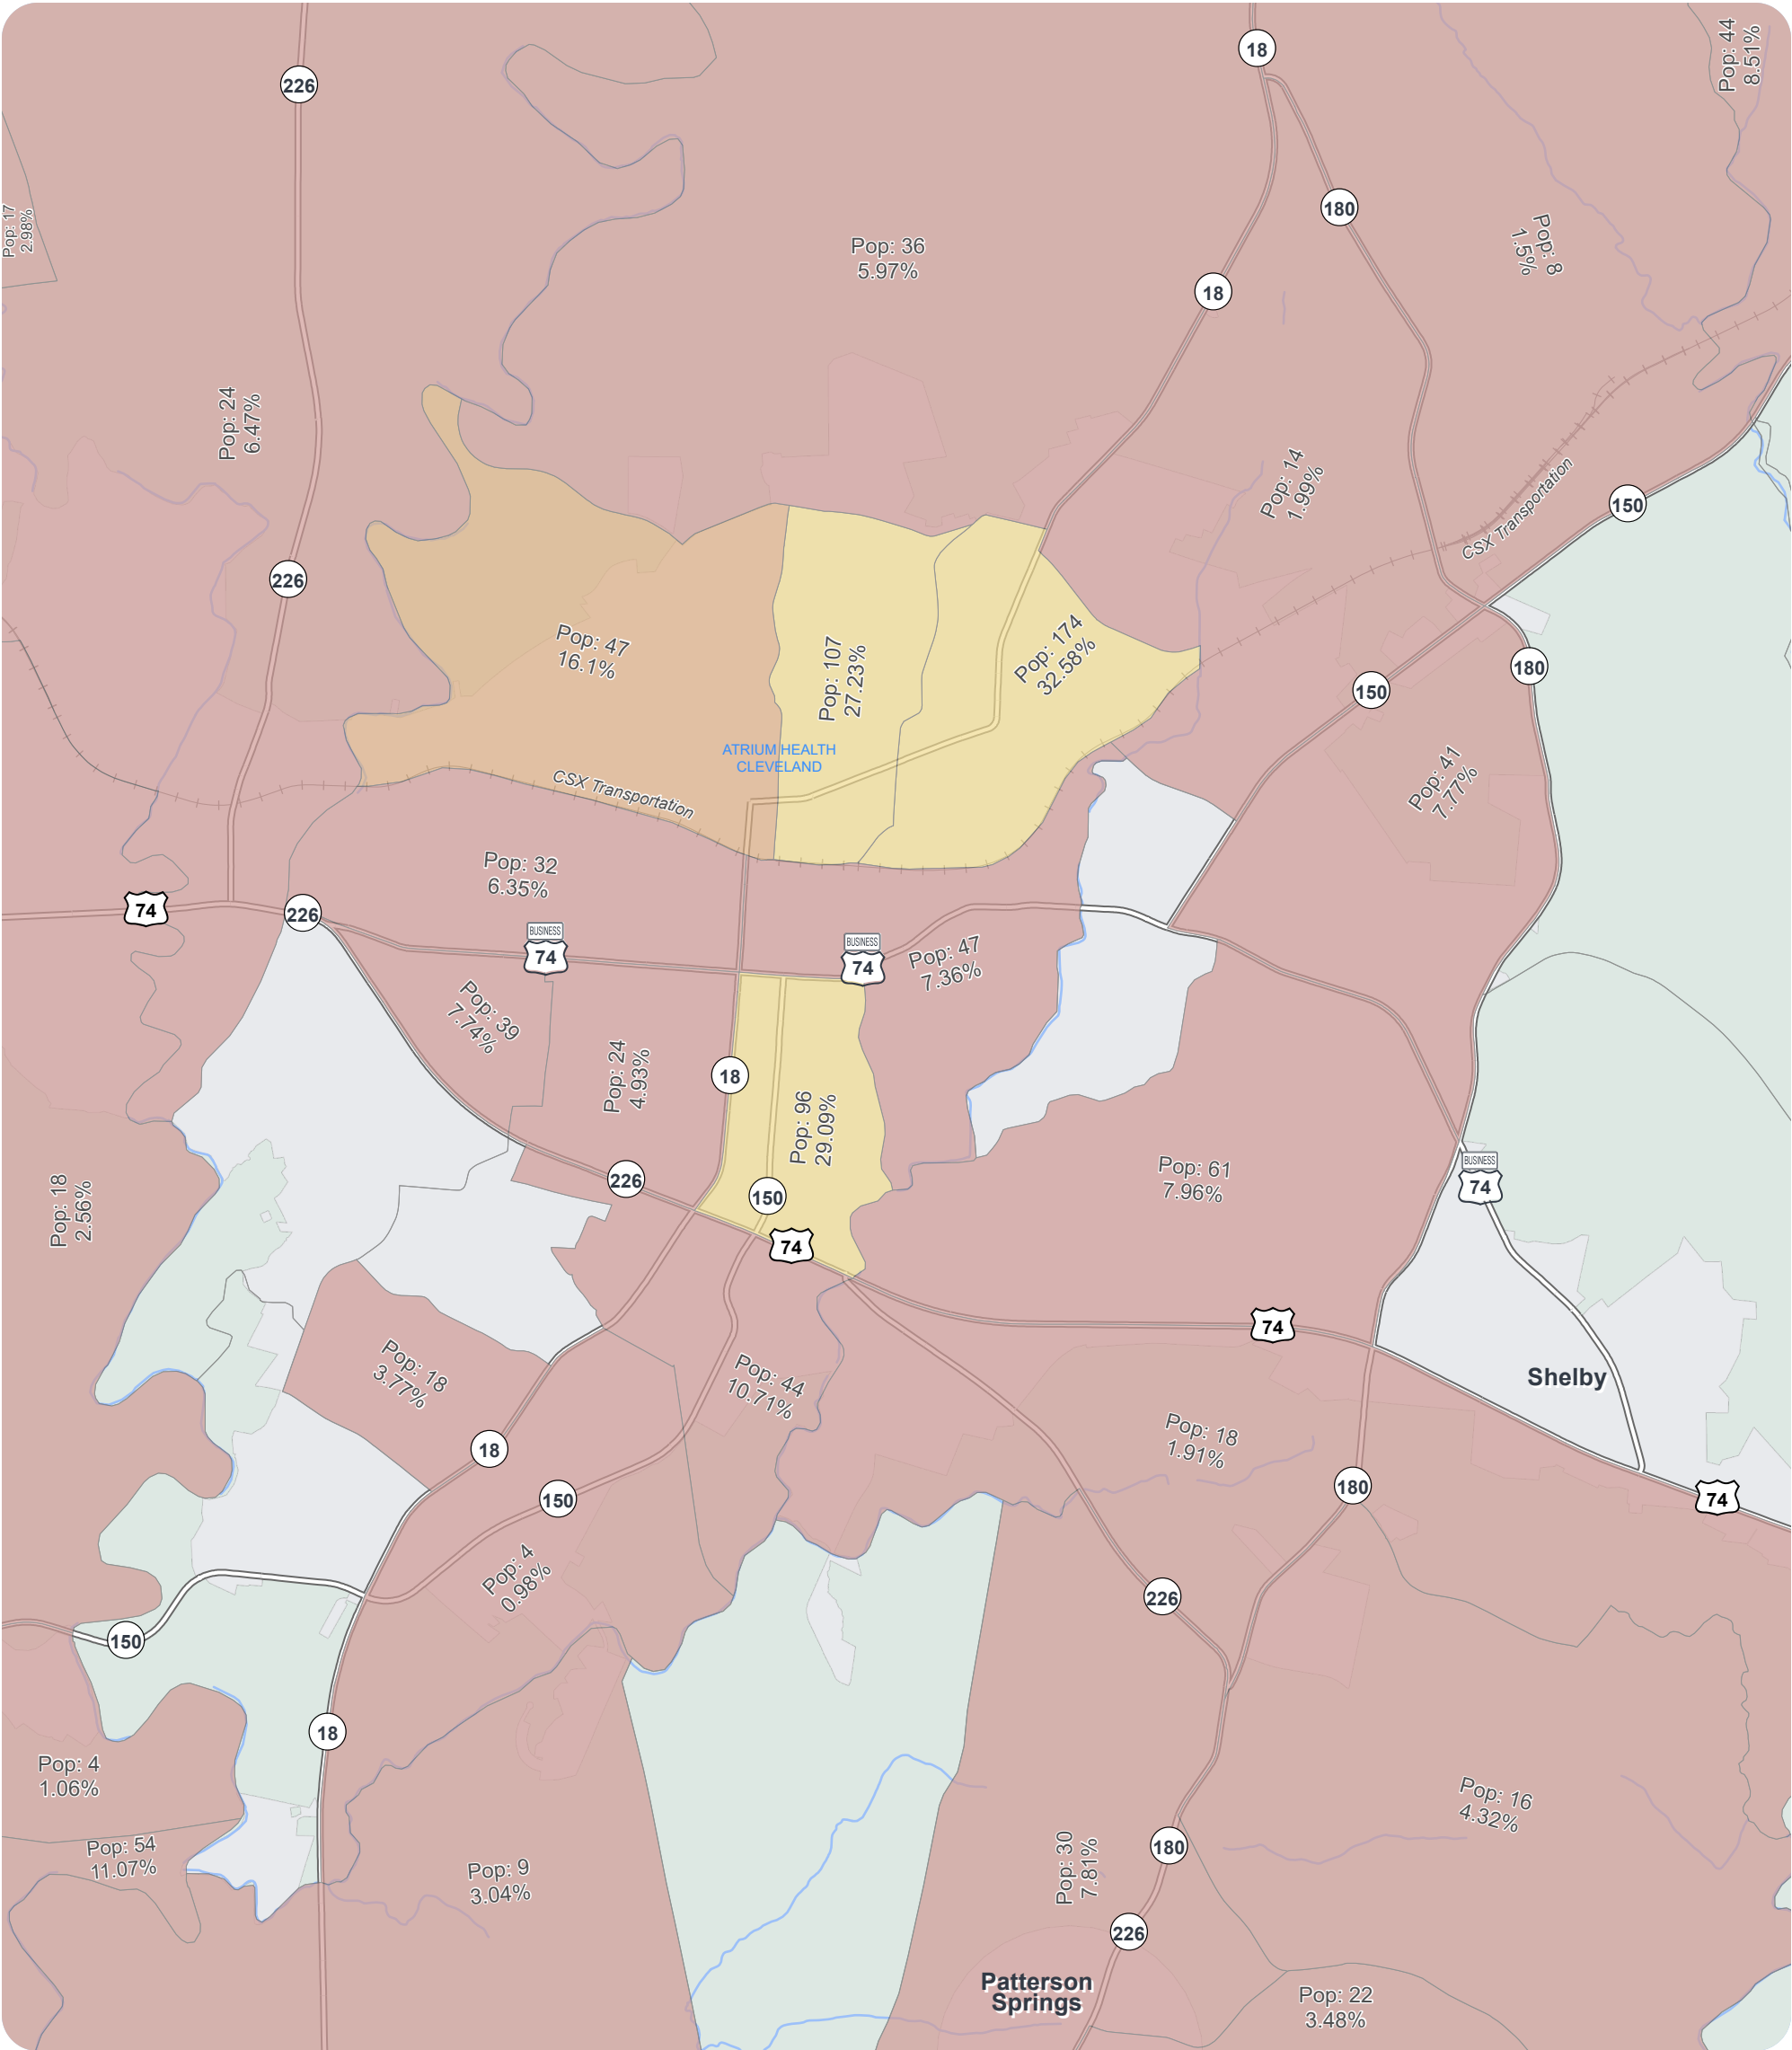 18
Pop: 44
8.51%
226
180
Pop: 17
2.98%
Pop: 36
5.97%
Pop: 8
1.5%
18
Pop: 24
6.47%
Pop: 14
1.99%
CSX Transportation
150
226
Pop: 47
16.1%
Pop: 107
27.23%
Pop: 174
32.58%
180
150
ATRIUM HEALTH
CLEVELAND
CSX Transportation
Pop: 41
7.77%
Pop: 32
6.35%
74
226
BUSINESS
74
BUSINESS
74
Pop: 47
7.36%
Pop: 39
7.74%
Pop: 24
4.93%
18
Pop: 96
29.09%
226
150
74
Pop: 61
7.96%
BUSINESS
74
Pop: 18
2.56%
74
Shelby
Pop: 18
3.77%
Pop: 44
10.71%
18
Pop: 18
1.91%
150
180
74
Pop: 4
0.98%
226
150
18
Pop: 4
1.06%
Pop: 16
4.32%
Pop: 54
11.07%
Pop: 9
3.04%
Pop: 30
7.81%
180
226
Patterson
Springs
Pop: 22
3.48%